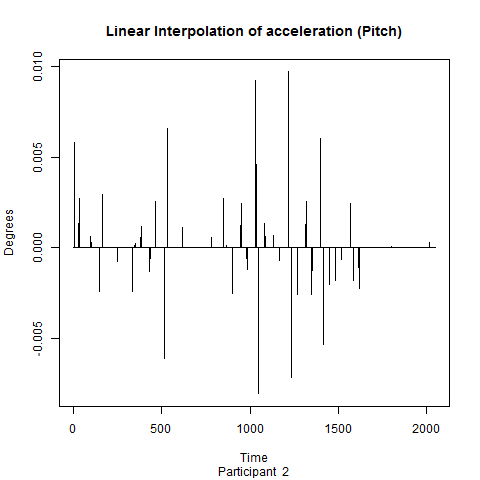 Linear Interpolation of acceleration (Pitch)
0.010
0.005
0.000
-0.005
Degrees
0 500 1000 1500 2000
Time
Participant 2